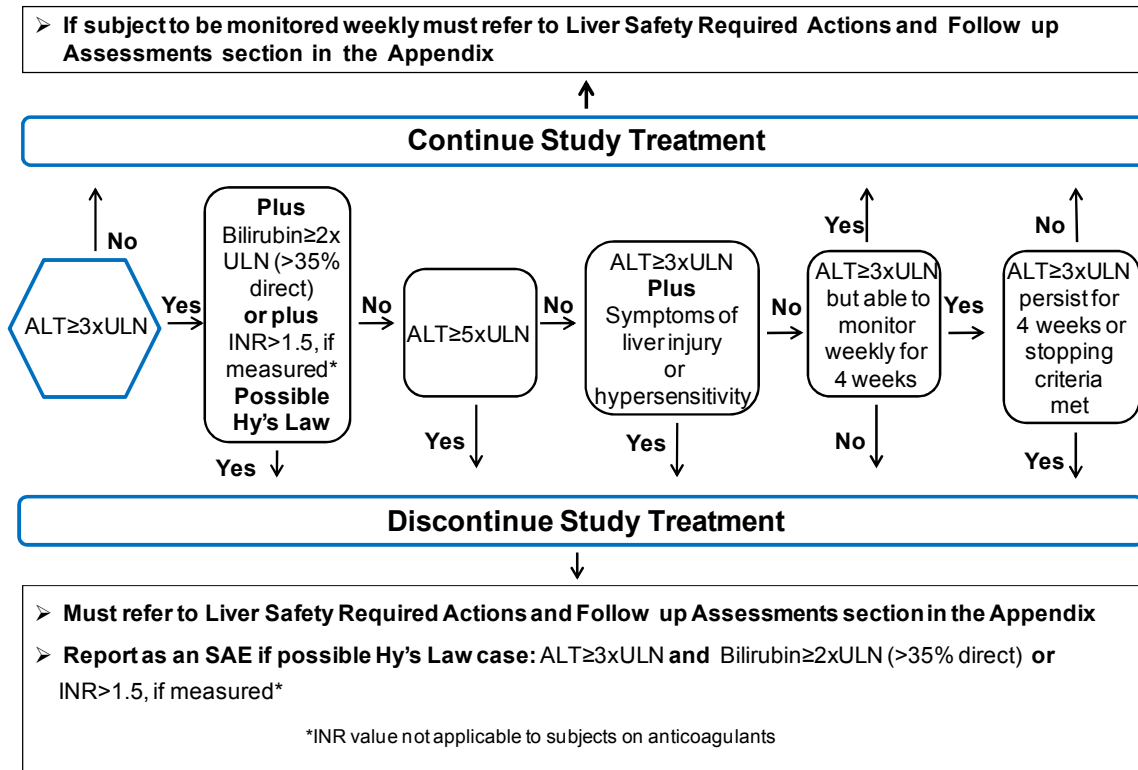 ➢ If subject to be monitored weekly must refer to Liver Safety Required Actions and Follow up
Assessments section in the Appendix
Continue Study Treatment
No
ALT≥3xULN
Yes
Plus
Bilirubin≥2x
ULN (>35%
direct)
or plus
INR>1.5, if
measured*
Possible
Hy's Law
Yes
No
ALT≥5xULN
Yes
No
ALT≥3xULN
Plus
Symptoms of
liver injury
or
hypersensitivity
Yes
No
Yes
ALT≥3xULN
but able to
monitor
weekly for
4 weeks
No
Yes
No
ALT≥3xULN
persist for
4 weeks or
stopping
criteria
met
Yes
Discontinue Study Treatment
➢ Must refer to Liver Safety Required Actions and Follow up Assessments section in the Appendix
➢ Report as an SAE if possible Hy's Law case: ALT≥3xULN and Bilirubin≥2xULN (>35% direct) or
INR>1.5, if measured*
*INR value not applicable to subjects on anticoagulants